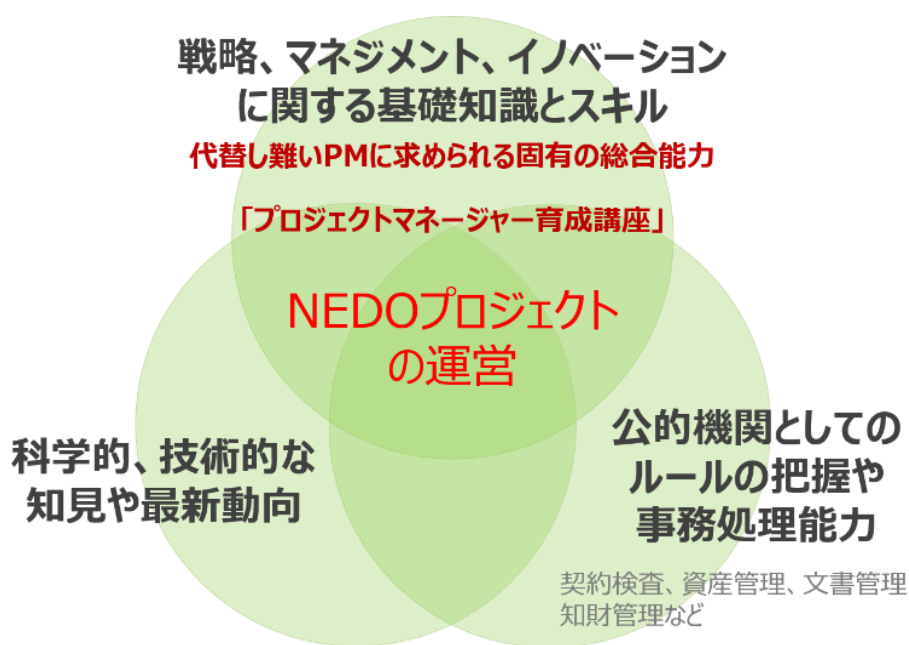 戦略、マネジメント、イノベーション
に関する基礎知識とスキル
代替し難いPMに求められる固有の総合能力
「プロジェクトマネージャー育成講座」
NEDOプロジェクト
の運営
科学的、技術的な
知見や最新動向
公的機関としての
ルールの把握や
事務処理能力
契約検査、資産管理、文書管理
知財管理など